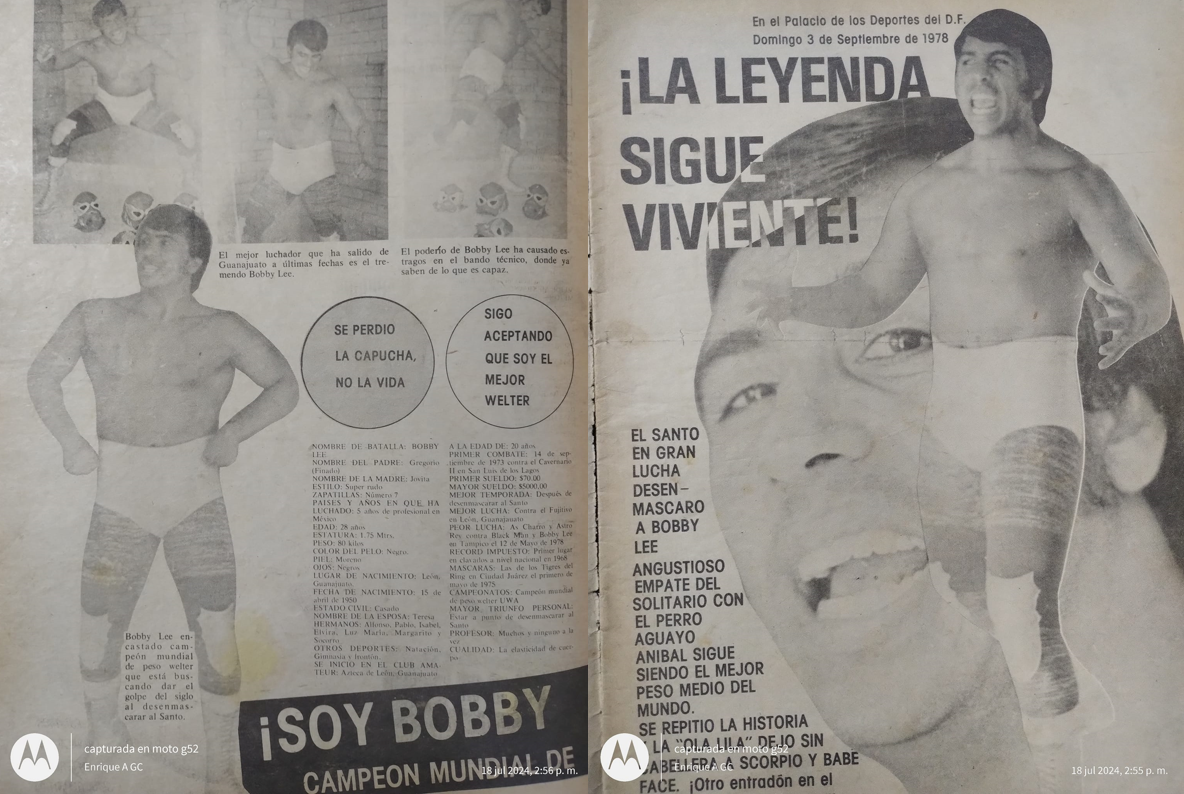 El mejor luchador que ha salido de
Guanajuato a últimas fechas es el tre-
mendo Bobby Lee.
El poderío de Bobby Lee ha causado es-
tragos en el bando técnico, donde ya
saben de lo que es capaz.
SE PERDIO
LA CAPUCHA,
NO LA VIDA
SIGO
ACEPTANDO
QUE SOY EL
MEJOR
WELTER
NOMBRE DE BATALLA: BOBBY
LEE
NOMBRE DEL PADRE: Gregorio
(Finado)
NOMBRE DE LA MADRE: Jovita
ESTILO: Super rudo
ZAPATILLAS: Número 7
PAISES Y AÑOS EN QUE HA
LUCHADO: 5 años de profesional en
México
EDAD: 28 años
ESTATURA: 1.75 Mtrs.
PESO: 80 kilos
COLOR DEL PELO: Negro
PIEL: Moreno
OJOS: Negros
LUGAR DE NACIMIENTO: León,
Guanajuato.
FECHA DE NACIMIENTO: 15 de
abril de 1950
ESTADO CIVIL: Casado
NOMBRE DE LA ESPOSA: Teresa
HERMANOS: Alfonso, Pablo, Isabel,
Elvira, Luz María, Margarito y
Socorro
OTROS DEPORTES: Natación,
Gimnasia y frontón
SE INICIO EN EL CLUB AMA-
TEUR: Azteca de León, Guanajuato
A LA EDAD DE: 20 años
PRIMER COMBATE: 14 de sep-
tiembre de 1973 contra el Cavernario
II en San Luis de los Lagos
PRIMER SUELDO: $70.00
MAYOR SUELDO: $5000.00
MEJOR TEMPORADA: Después de
desenmascarar al Santo
MEJOR LUCHA: Contra el Fugitivo
en León, Guanajuato
PEOR LUCHA: As Charro y Astro
Rey contra Black Man y Bobby Lee
en Tampico el 12 de Mayo de 1978
RECORD IMPUESTO: Primer lugar
en clavados a nivel nacional en 1968
MASCARAS: Las de los Tigres del
Ring en Ciudad Juárez el primero de
mayo de 1975
CAMPEONATOS: Campeón mundial
de peso welter UWA
MAYOR TRIUNFO PERSONAL:
Estar a punto de desenmascarar al
Santo
PROFESOR: Muchos y ninguno a la
vez
CUALIDAD: La elasticidad de cuer-
po
Bobby Lee en-
castado cam-
peón mundial
de peso welter
que está bus-
cando dar el
golpe del siglo
al desenmas-
carar al Santo.
¡SOY BOBBY
CAMPEON MUNDIAL DE
capturada en moto g52
Enrique A GC
18 jul 2024, 2:56 p. m.
En el Palacio de los Deportes del D.F.
Domingo 3 de Septiembre de 1978
¡LA LEYENDA
SIGUE
VIVIENTE!
EL SANTO
EN GRAN
LUCHA
DESEN-
MASCARO
A BOBBY
LEE
ANGUSTIOSO
EMPATE DEL
SOLITARIO CON
EL PERRO
AGUAYO
ANIBAL SIGUE
SIENDO EL MEJOR
PESO MEDIO DEL
MUNDO.
SE REPITIO LA HISTORIA
Y LA "OLA LILA" DEJO SIN
CABELLERA A SCORPIO Y BABE
FACE. ¡Otro entradón en el
capturada en moto g52
Enrique A GC
18 jul 2024, 2:55 p. m.